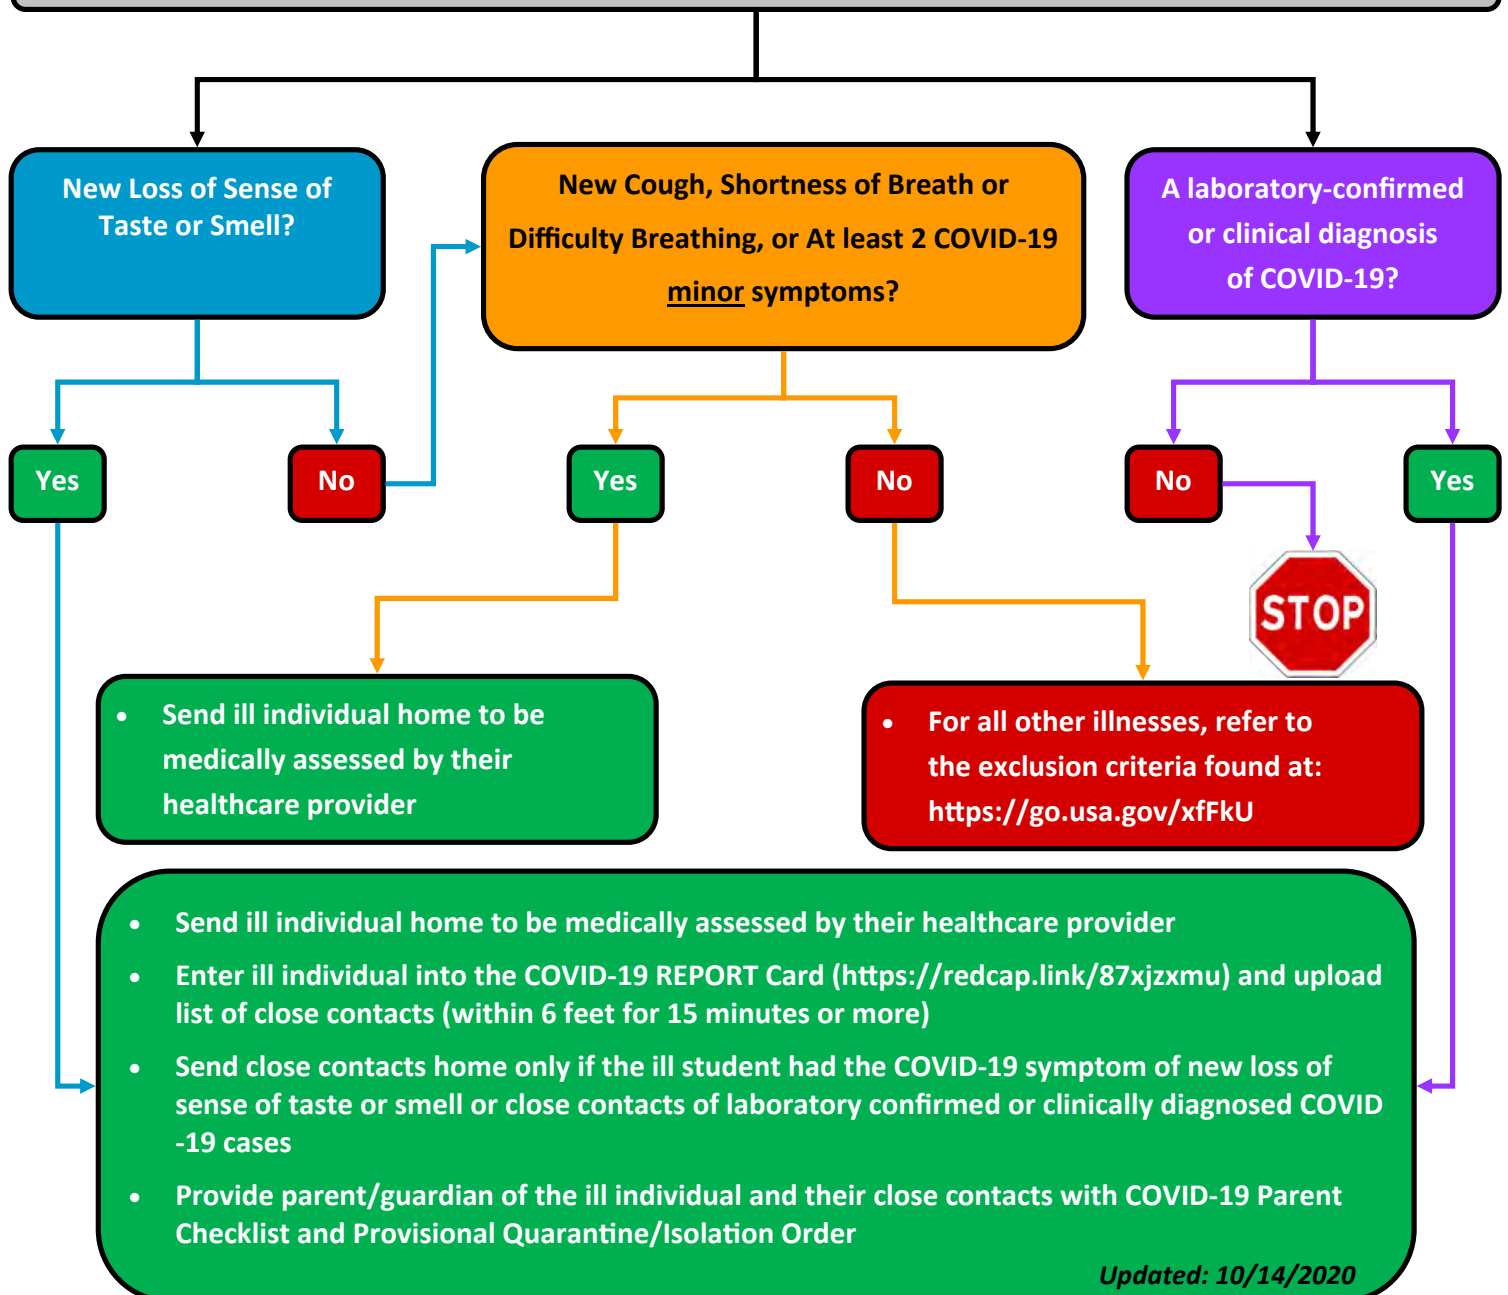 New Loss of Sense of
Taste or Smell?
New Cough, Shortness of Breath or
Difficulty Breathing, or At least 2 COVID-19
minor symptoms?
A laboratory-confirmed
or clinical diagnosis
of COVID-19?
Yes
No
Yes
No
No
Yes
STOP
• Send ill individual home to be
medically assessed by their
healthcare provider
• For all other illnesses, refer to
the exclusion criteria found at:
https://go.usa.gov/xfFkU
• Send ill individual home to be medically assessed by their healthcare provider
• Enter ill individual into the COVID-19 REPORT Card (https://redcap.link/87xjzxmu) and upload
list of close contacts (within 6 feet for 15 minutes or more)
• Send close contacts home only if the ill student had the COVID-19 symptom of new loss of
sense of taste or smell or close contacts of laboratory confirmed or clinically diagnosed COVID
-19 cases
• Provide parent/guardian of the ill individual and their close contacts with COVID-19 Parent
Checklist and Provisional Quarantine/Isolation Order
Updated: 10/14/2020